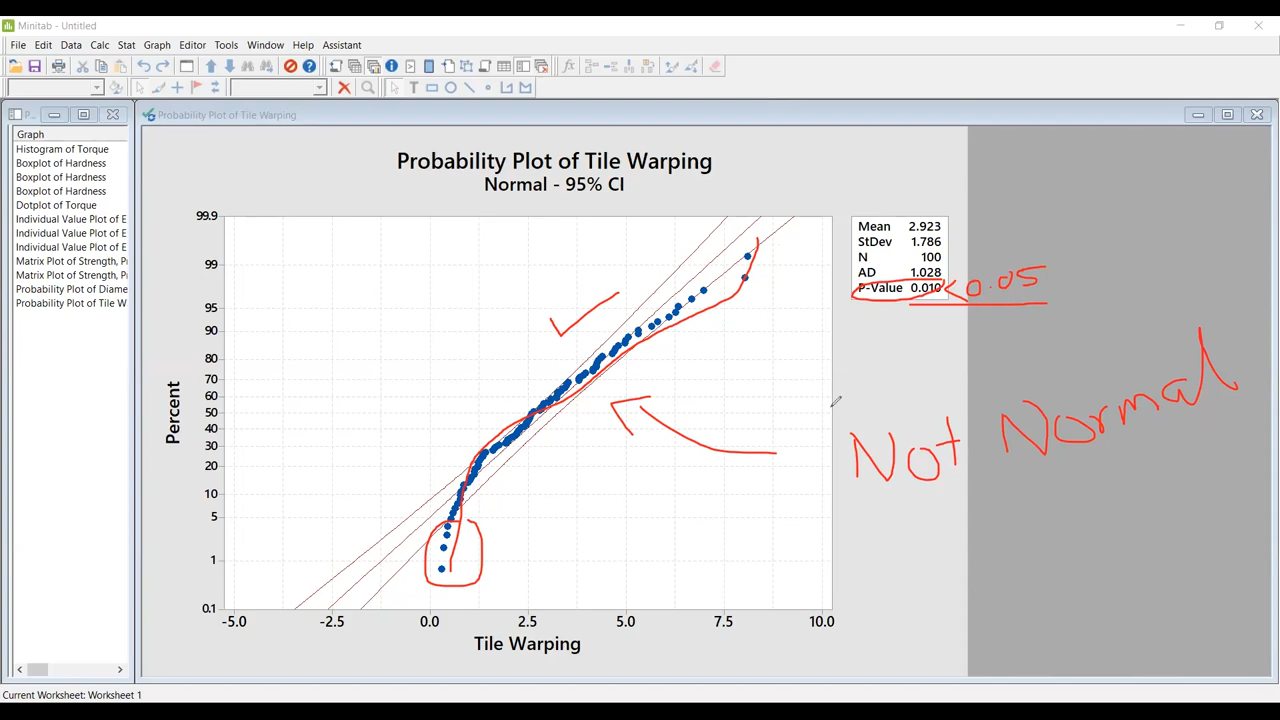 Minitab - Untitled
File Edit Data Calc Stat Graph Editor Tools Window Help Assistant
P...
Probability Plot of Tile Warping
Graph
Histogram of Torque
Boxplot of Hardness
Boxplot of Hardness
Boxplot of Hardness
Dotplot of Torque
Individual Value Plot of E
Individual Value Plot of E
Individual Value Plot of E
Matrix Plot of Strength, Pr
Matrix Plot of Strength, Pr
Probability Plot of Diame
Probability Plot of Tile W
Probability Plot of Tile Warping
Normal - 95% CI
99.9
99
95
90
80
70
60
50
40
30
20
10
5
1
0.1
Percent
-5.0 -2.5 0.0 2.5 5.0 7.5 10.0
Tile Warping
Mean 2.923
StDev 1.786
N 100
AD 1.028
P-Value 0.010
< 0.05
Not Normal
Current Worksheet: Worksheet 1